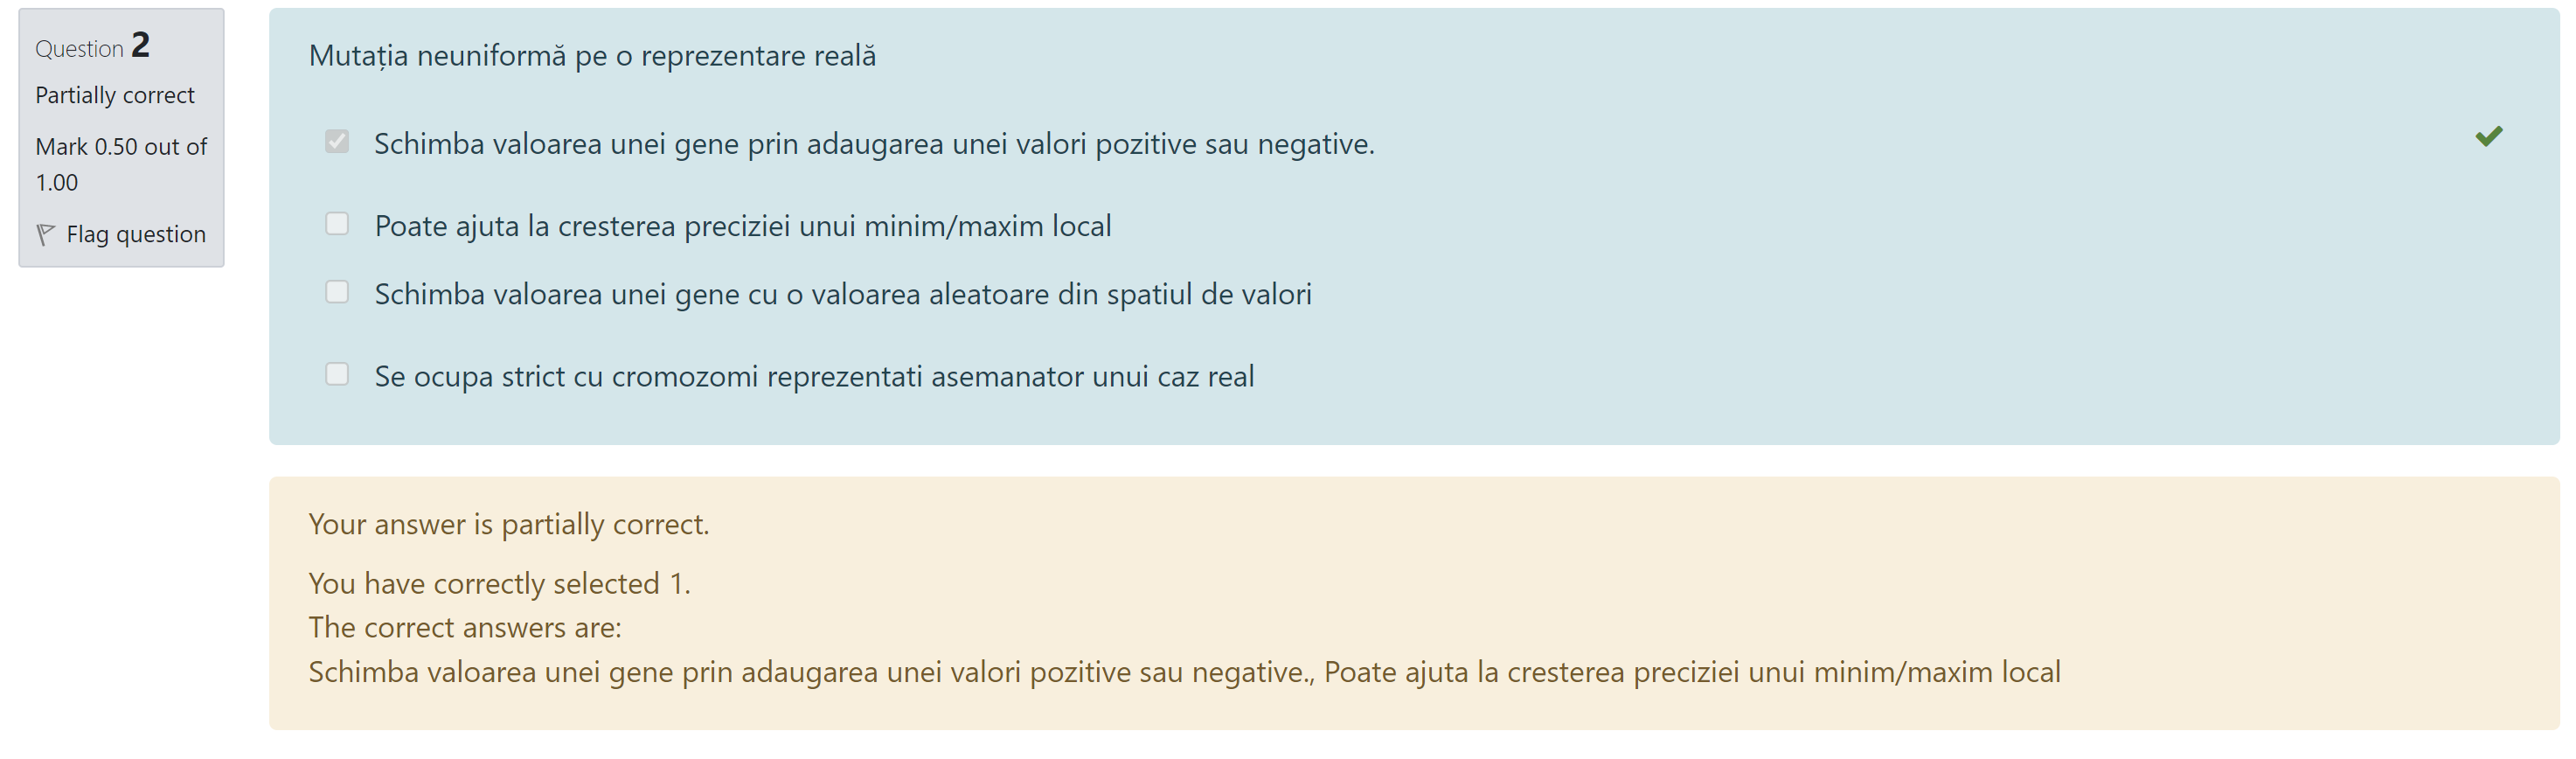 Question 2
Partially correct
Mark 0.50 out of
1.00
Flag question
Mutația neuniformă pe o reprezentare reală
Schimba valoarea unei gene prin adaugarea unei valori pozitive sau negative.
Poate ajuta la cresterea preciziei unui minim/maxim local
Schimba valoarea unei gene cu o valoarea aleatoare din spatiul de valori
Se ocupa strict cu cromozomi reprezentati asemanator unui caz real
Your answer is partially correct.
You have correctly selected 1.
The correct answers are:
Schimba valoarea unei gene prin adaugarea unei valori pozitive sau negative., Poate ajuta la cresterea preciziei unui minim/maxim local